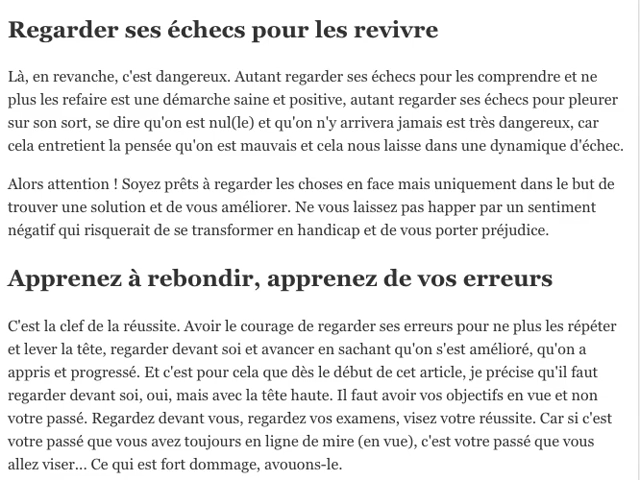 Regarder ses échecs pour les revivre
Là, en revanche, c'est dangereux. Autant regarder ses échecs pour les comprendre et ne
plus les refaire est une démarche saine et positive, autant regarder ses échecs pour pleurer
sur son sort, se dire qu'on est nul(le) et qu'on n'y arrivera jamais est très dangereux, car
cela entretient la pensée qu'on est mauvais et cela nous laisse dans une dynamique d'échec.
Alors attention ! Soyez prêts à regarder les choses en face mais uniquement dans le but de
trouver une solution et de vous améliorer. Ne vous laissez pas happer par un sentiment
négatif qui risquerait de se transformer en handicap et de vous porter préjudice.
Apprenez à rebondir, apprenez de vos erreurs
C'est la clef de la réussite. Avoir le courage de regarder ses erreurs pour ne plus les répéter
et lever la tête, regarder devant soi et avancer en sachant qu'on s'est amélioré, qu'on a
appris et progressé. Et c'est pour cela que dès le début de cet article, je précise qu'il faut
regarder devant soi, oui, mais avec la tête haute. Il faut avoir vos objectifs en vue et non
votre passé. Regardez devant vous, regardez vos examens, visez votre réussite. Car si c'est
votre passé que vous avez toujours en ligne de mire (en vue), c'est votre passé que vous
allez viser... Ce qui est fort dommage, avouons-le.